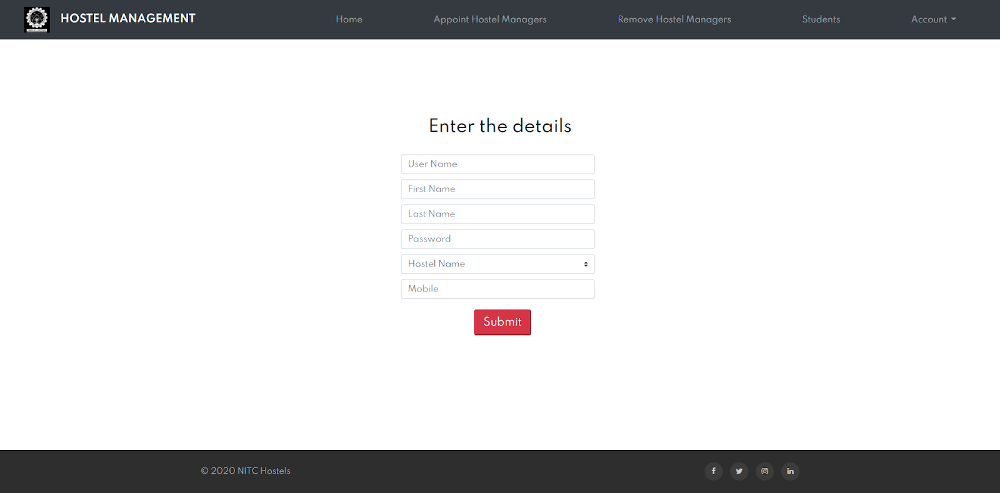 HOSTEL MANAGEMENT
Home
Appoint Hostel Managers
Remove Hostel Managers
Students
Account
Enter the details
User Name
First Name
Last Name
Password
Hostel Name
Mobile
Submit
© 2020 NITC Hostels